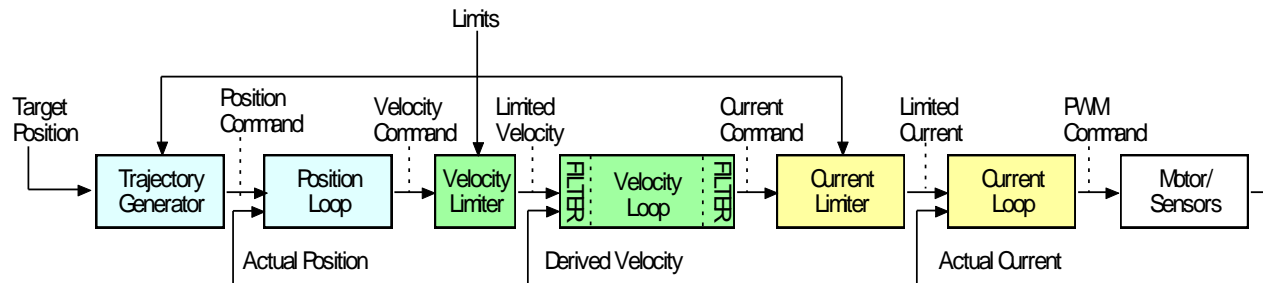 Limits
Target
Position
Position
Command
Velocity
Command
Limited
Velocity
Current
Command
Limited
Current
PWM
Command
Trajectory
Generator
Position
Loop
Velocity
Limiter
FILTER
Velocity
Loop
FILTER
Current
Limiter
Current
Loop
Motor/
Sensors
Actual Position
Derived Velocity
Actual Current